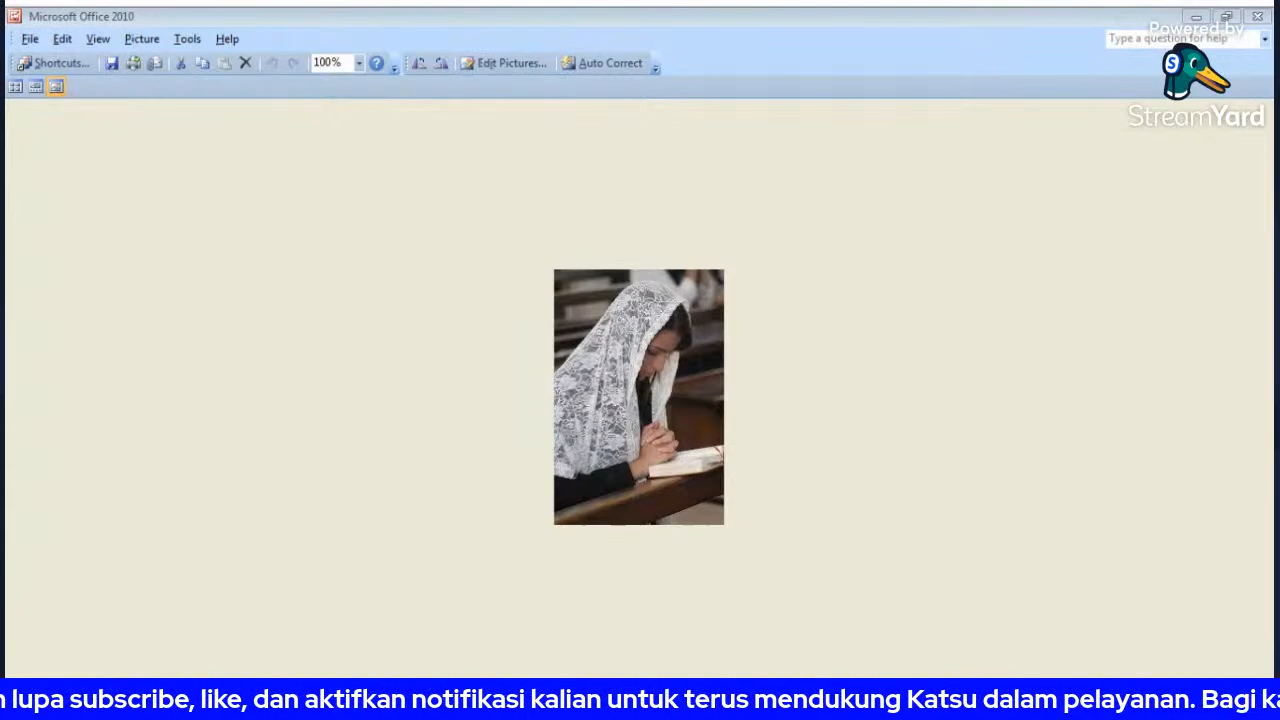 Microsoft Office 2010
File Edit View Picture Tools Help
Type a question for help
Powered by
Shortcuts... 100% Edit Pictures... Auto Correct
StreamYard
lupa subscribe, like, dan aktifkan notifikasi kalian untuk terus mendukung Katsu dalam pelayanan. Bagi